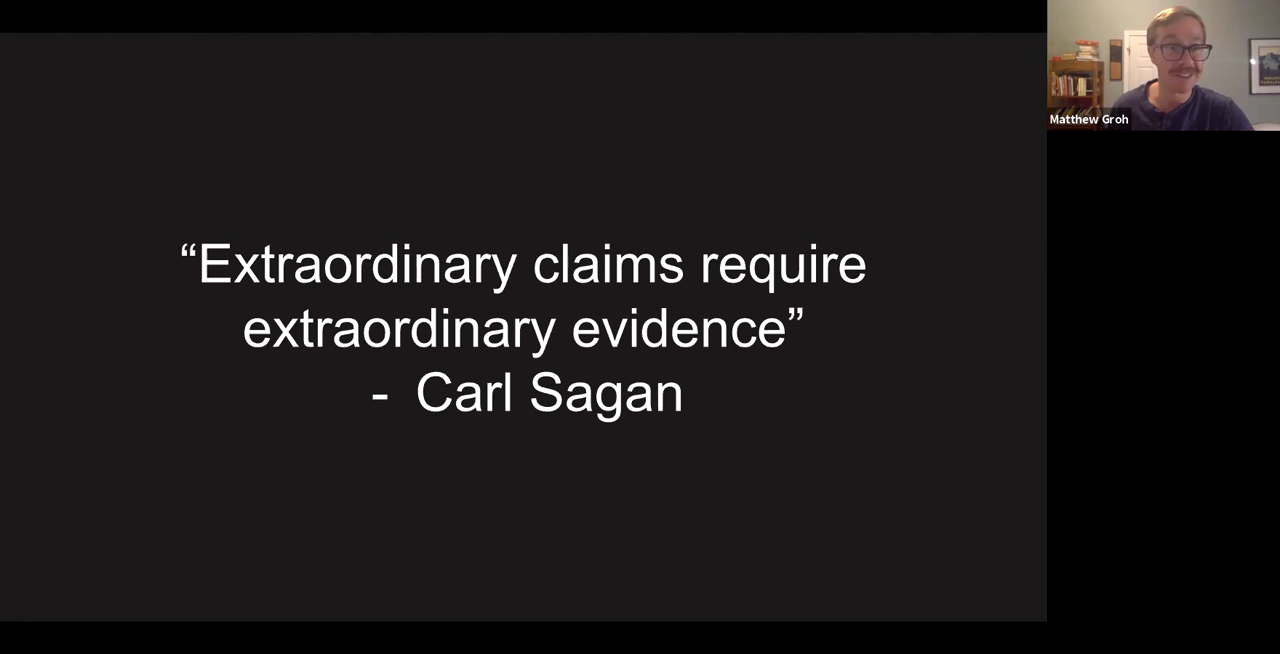 “Extraordinary claims require
extraordinary evidence”
- Carl Sagan
Matthew Groh